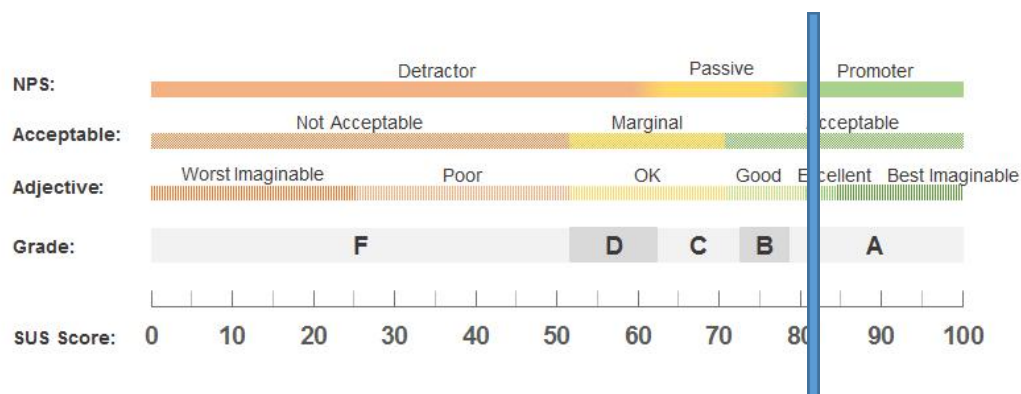 NPS: Detractor Passive Promoter
Acceptable: Not Acceptable Marginal cceptable
Adjective: Worst Imaginable Poor OK Good E cellent Best Imaginable
Grade: F D C B A
0 10 20 30 40 50 60 70 80 90 100
SUS Score: